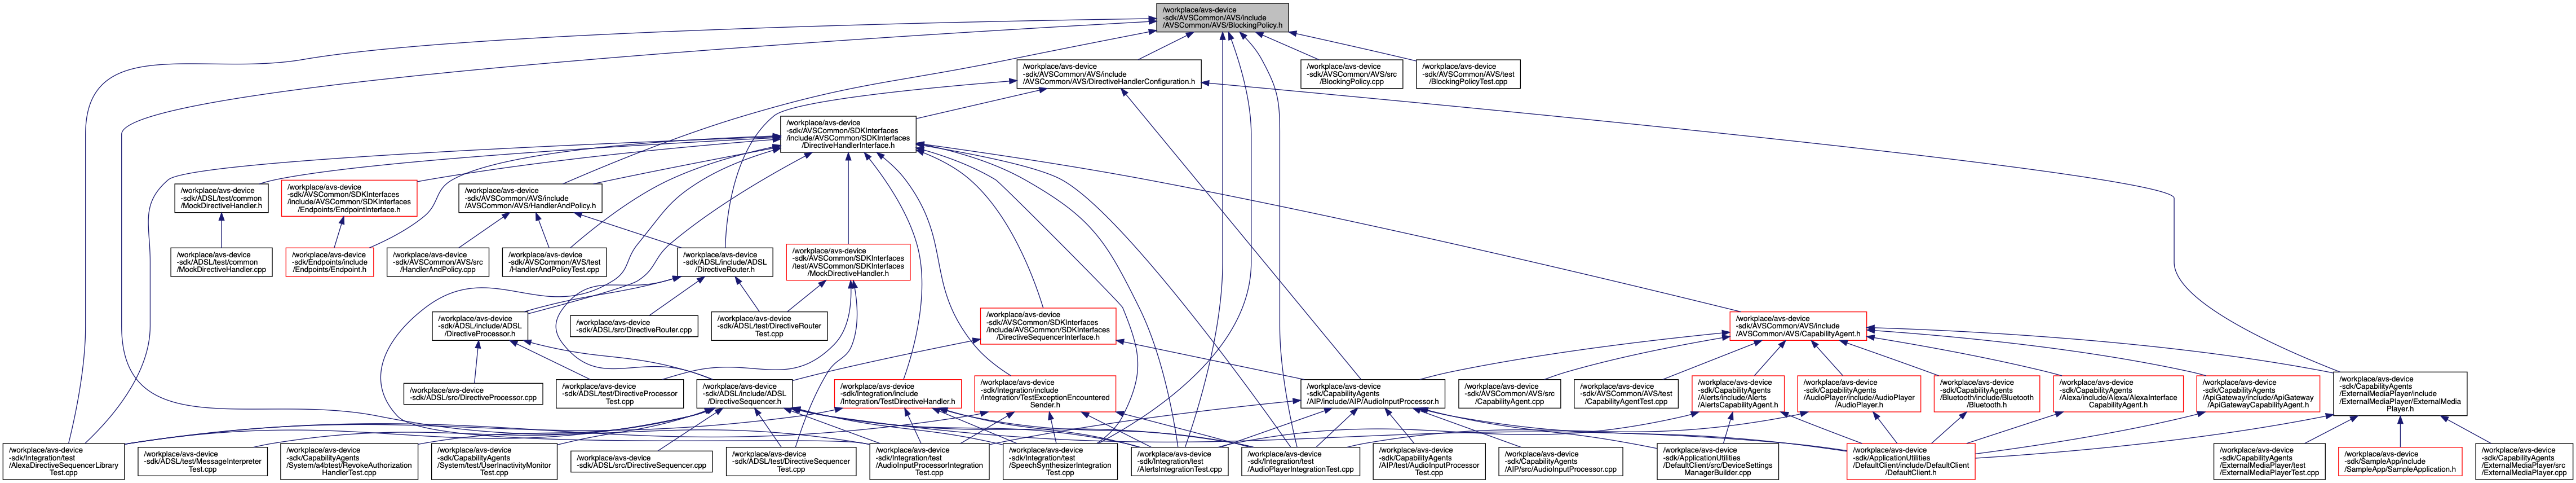 /workplace/avs-device
-sdk/AVSCommon/AVS/include
/AVSCommon/AVS/BlockingPolicy.h
/workplace/avs-device
-sdk/AVSCommon/AVS/include
/AVSCommon/AVS/DirectiveHandlerConfiguration.h
/workplace/avs-device
-sdk/AVSCommon/AVS/src
/BlockingPolicy.cpp
/workplace/avs-device
-sdk/AVSCommon/AVS/test
/BlockingPolicyTest.cpp
/workplace/avs-device
-sdk/AVSCommon/SDKInterfaces
/include/AVSCommon/SDKInterfaces
/DirectiveHandlerInterface.h
/workplace/avs-device
-sdk/ADSL/test/common
/MockDirectiveHandler.h
/workplace/avs-device
-sdk/AVSCommon/SDKInterfaces
/include/AVSCommon/SDKInterfaces
/Endpoints/EndpointInterface.h
/workplace/avs-device
-sdk/AVSCommon/AVS/include
/AVSCommon/AVS/HandlerAndPolicy.h
/workplace/avs-device
-sdk/ADSL/test/common
/MockDirectiveHandler.cpp
/workplace/avs-device
-sdk/Endpoints/include
/Endpoints/Endpoint.h
/workplace/avs-device
-sdk/AVSCommon/AVS/src
/HandlerAndPolicy.cpp
/workplace/avs-device
-sdk/AVSCommon/AVS/test
/HandlerAndPolicyTest.cpp
/workplace/avs-device
-sdk/ADSL/include/ADSL
/DirectiveRouter.h
/workplace/avs-device
-sdk/AVSCommon/SDKInterfaces
/test/AVSCommon/SDKInterfaces
/MockDirectiveHandler.h
/workplace/avs-device
-sdk/ADSL/include/ADSL
/DirectiveProcessor.h
/workplace/avs-device
-sdk/ADSL/src/DirectiveRouter.cpp
/workplace/avs-device
-sdk/ADSL/test/DirectiveRouter
Test.cpp
/workplace/avs-device
-sdk/AVSCommon/SDKInterfaces
/include/AVSCommon/SDKInterfaces
/DirectiveSequencerInterface.h
/workplace/avs-device
-sdk/AVSCommon/AVS/include
/AVSCommon/AVS/CapabilityAgent.h
/workplace/avs-device
-sdk/ADSL/src/DirectiveProcessor.cpp
/workplace/avs-device
-sdk/ADSL/test/DirectiveProcessor
Test.cpp
/workplace/avs-device
-sdk/ADSL/include/ADSL
/DirectiveSequencer.h
/workplace/avs-device
-sdk/Integration/include
/Integration/TestDirectiveHandler.h
/workplace/avs-device
-sdk/Integration/include
/Integration/TestExceptionEncountered
Sender.h
/workplace/avs-device
-sdk/CapabilityAgents
/AIP/include/AIP/AudioInputProcessor.h
/workplace/avs-device
-sdk/AVSCommon/AVS/src
/CapabilityAgent.cpp
/workplace/avs-device
-sdk/AVSCommon/AVS/test
/CapabilityAgentTest.cpp
/workplace/avs-device
-sdk/CapabilityAgents
/Alerts/include/Alerts
/AlertsCapabilityAgent.h
/workplace/avs-device
-sdk/CapabilityAgents
/AudioPlayer/include/AudioPlayer
/AudioPlayer.h
/workplace/avs-device
-sdk/CapabilityAgents
/Bluetooth/include/Bluetooth
/Bluetooth.h
/workplace/avs-device
-sdk/CapabilityAgents
/Alexa/include/Alexa/AlexaInterface
CapabilityAgent.h
/workplace/avs-device
-sdk/CapabilityAgents
/ApiGateway/include/ApiGateway
/ApiGatewayCapabilityAgent.h
/workplace/avs-device
-sdk/CapabilityAgents
/ExternalMediaPlayer/include
/ExternalMediaPlayer/ExternalMedia
Player.h
/workplace/avs-device
-sdk/Integration/test
/AlexaDirectiveSequencerLibrary
Test.cpp
/workplace/avs-device
-sdk/ADSL/test/MessageInterpreter
Test.cpp
/workplace/avs-device
-sdk/CapabilityAgents
/System/a4btest/RevokeAuthorization
HandlerTest.cpp
/workplace/avs-device
-sdk/CapabilityAgents
/System/test/UserInactivityMonitor
Test.cpp
/workplace/avs-device
-sdk/ADSL/src/DirectiveSequencer.cpp
/workplace/avs-device
-sdk/ADSL/test/DirectiveSequencer
Test.cpp
/workplace/avs-device
-sdk/Integration/test
/AudioInputProcessorIntegration
Test.cpp
/workplace/avs-device
-sdk/Integration/test
/SpeechSynthesizerIntegration
Test.cpp
/workplace/avs-device
-sdk/Integration/test
/AlertsIntegrationTest.cpp
/workplace/avs-device
-sdk/Integration/test
/AudioPlayerIntegrationTest.cpp
/workplace/avs-device
-sdk/CapabilityAgents
/AIP/test/AudioInputProcessor
Test.cpp
/workplace/avs-device
-sdk/CapabilityAgents
/AIP/src/AudioInputProcessor.cpp
/workplace/avs-device
-sdk/ApplicationUtilities
/DefaultClient/src/DeviceSettings
ManagerBuilder.cpp
/workplace/avs-device
-sdk/ApplicationUtilities
/DefaultClient/include/DefaultClient
/DefaultClient.h
/workplace/avs-device
-sdk/CapabilityAgents
/ExternalMediaPlayer/test
/ExternalMediaPlayerTest.cpp
/workplace/avs-device
-sdk/SampleApp/include
/SampleApp/SampleApplication.h
/workplace/avs-device
-sdk/CapabilityAgents
/ExternalMediaPlayer/src
/ExternalMediaPlayer.cpp